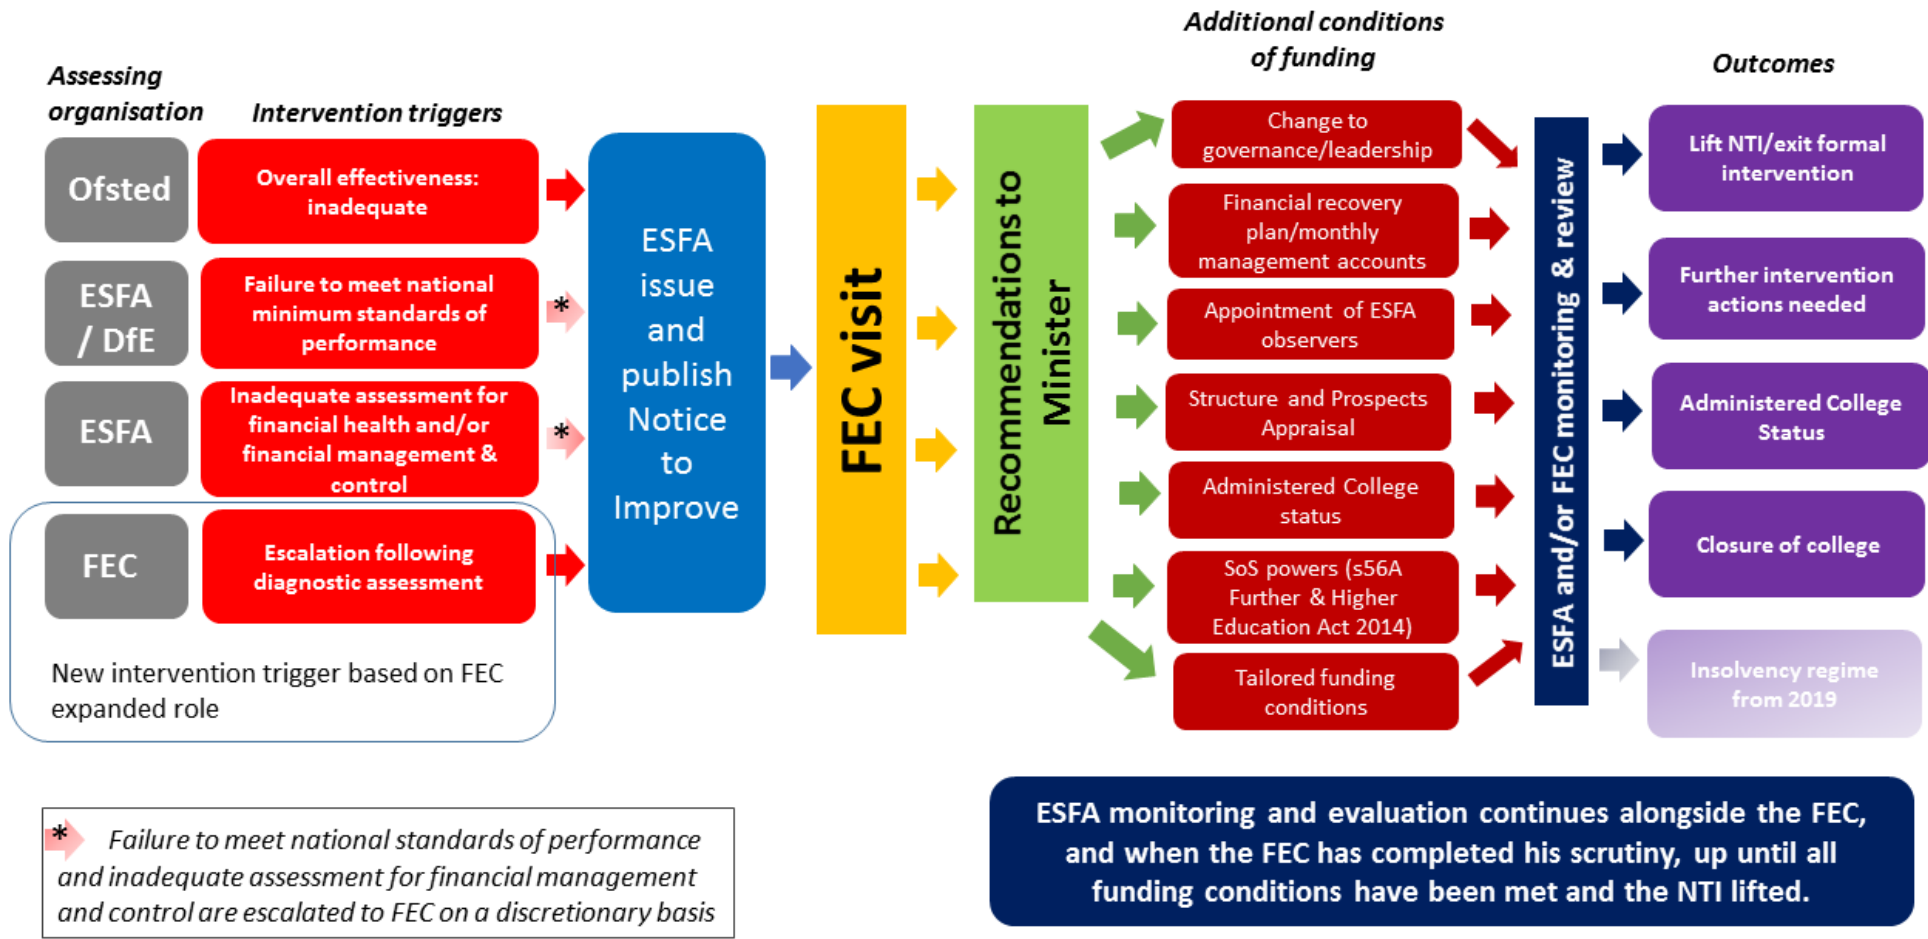 Assessing
organisation
Intervention triggers
Additional conditions
of funding
Outcomes
Ofsted
Overall effectiveness:
inadequate
ESFA
/ DfE
Failure to meet national
minimum standards of
performance
*
ESFA
Inadequate assessment for
financial health and/or
financial management &
control
*
FEC
Escalation following
diagnostic assessment
New intervention trigger based on FEC
expanded role
ESFA
issue
and
publish
Notice
to
Improve
FEC visit
Recommendations to
Minister
Change to
governance/leadership
Financial recovery
plan/monthly
management accounts
Appointment of ESFA
observers
Structure and Prospects
Appraisal
Administered College
status
SoS powers (s56A
Further & Higher
Education Act 2014)
Tailored funding
conditions
ESFA and/or FEC monitoring & review
Lift NTI/exit formal
intervention
Further intervention
actions needed
Administered College
Status
Closure of college
Insolvency regime
from 2019
* Failure to meet national standards of performance
and inadequate assessment for financial management
and control are escalated to FEC on a discretionary basis
ESFA monitoring and evaluation continues alongside the FEC,
and when the FEC has completed his scrutiny, up until all
funding conditions have been met and the NTI lifted.